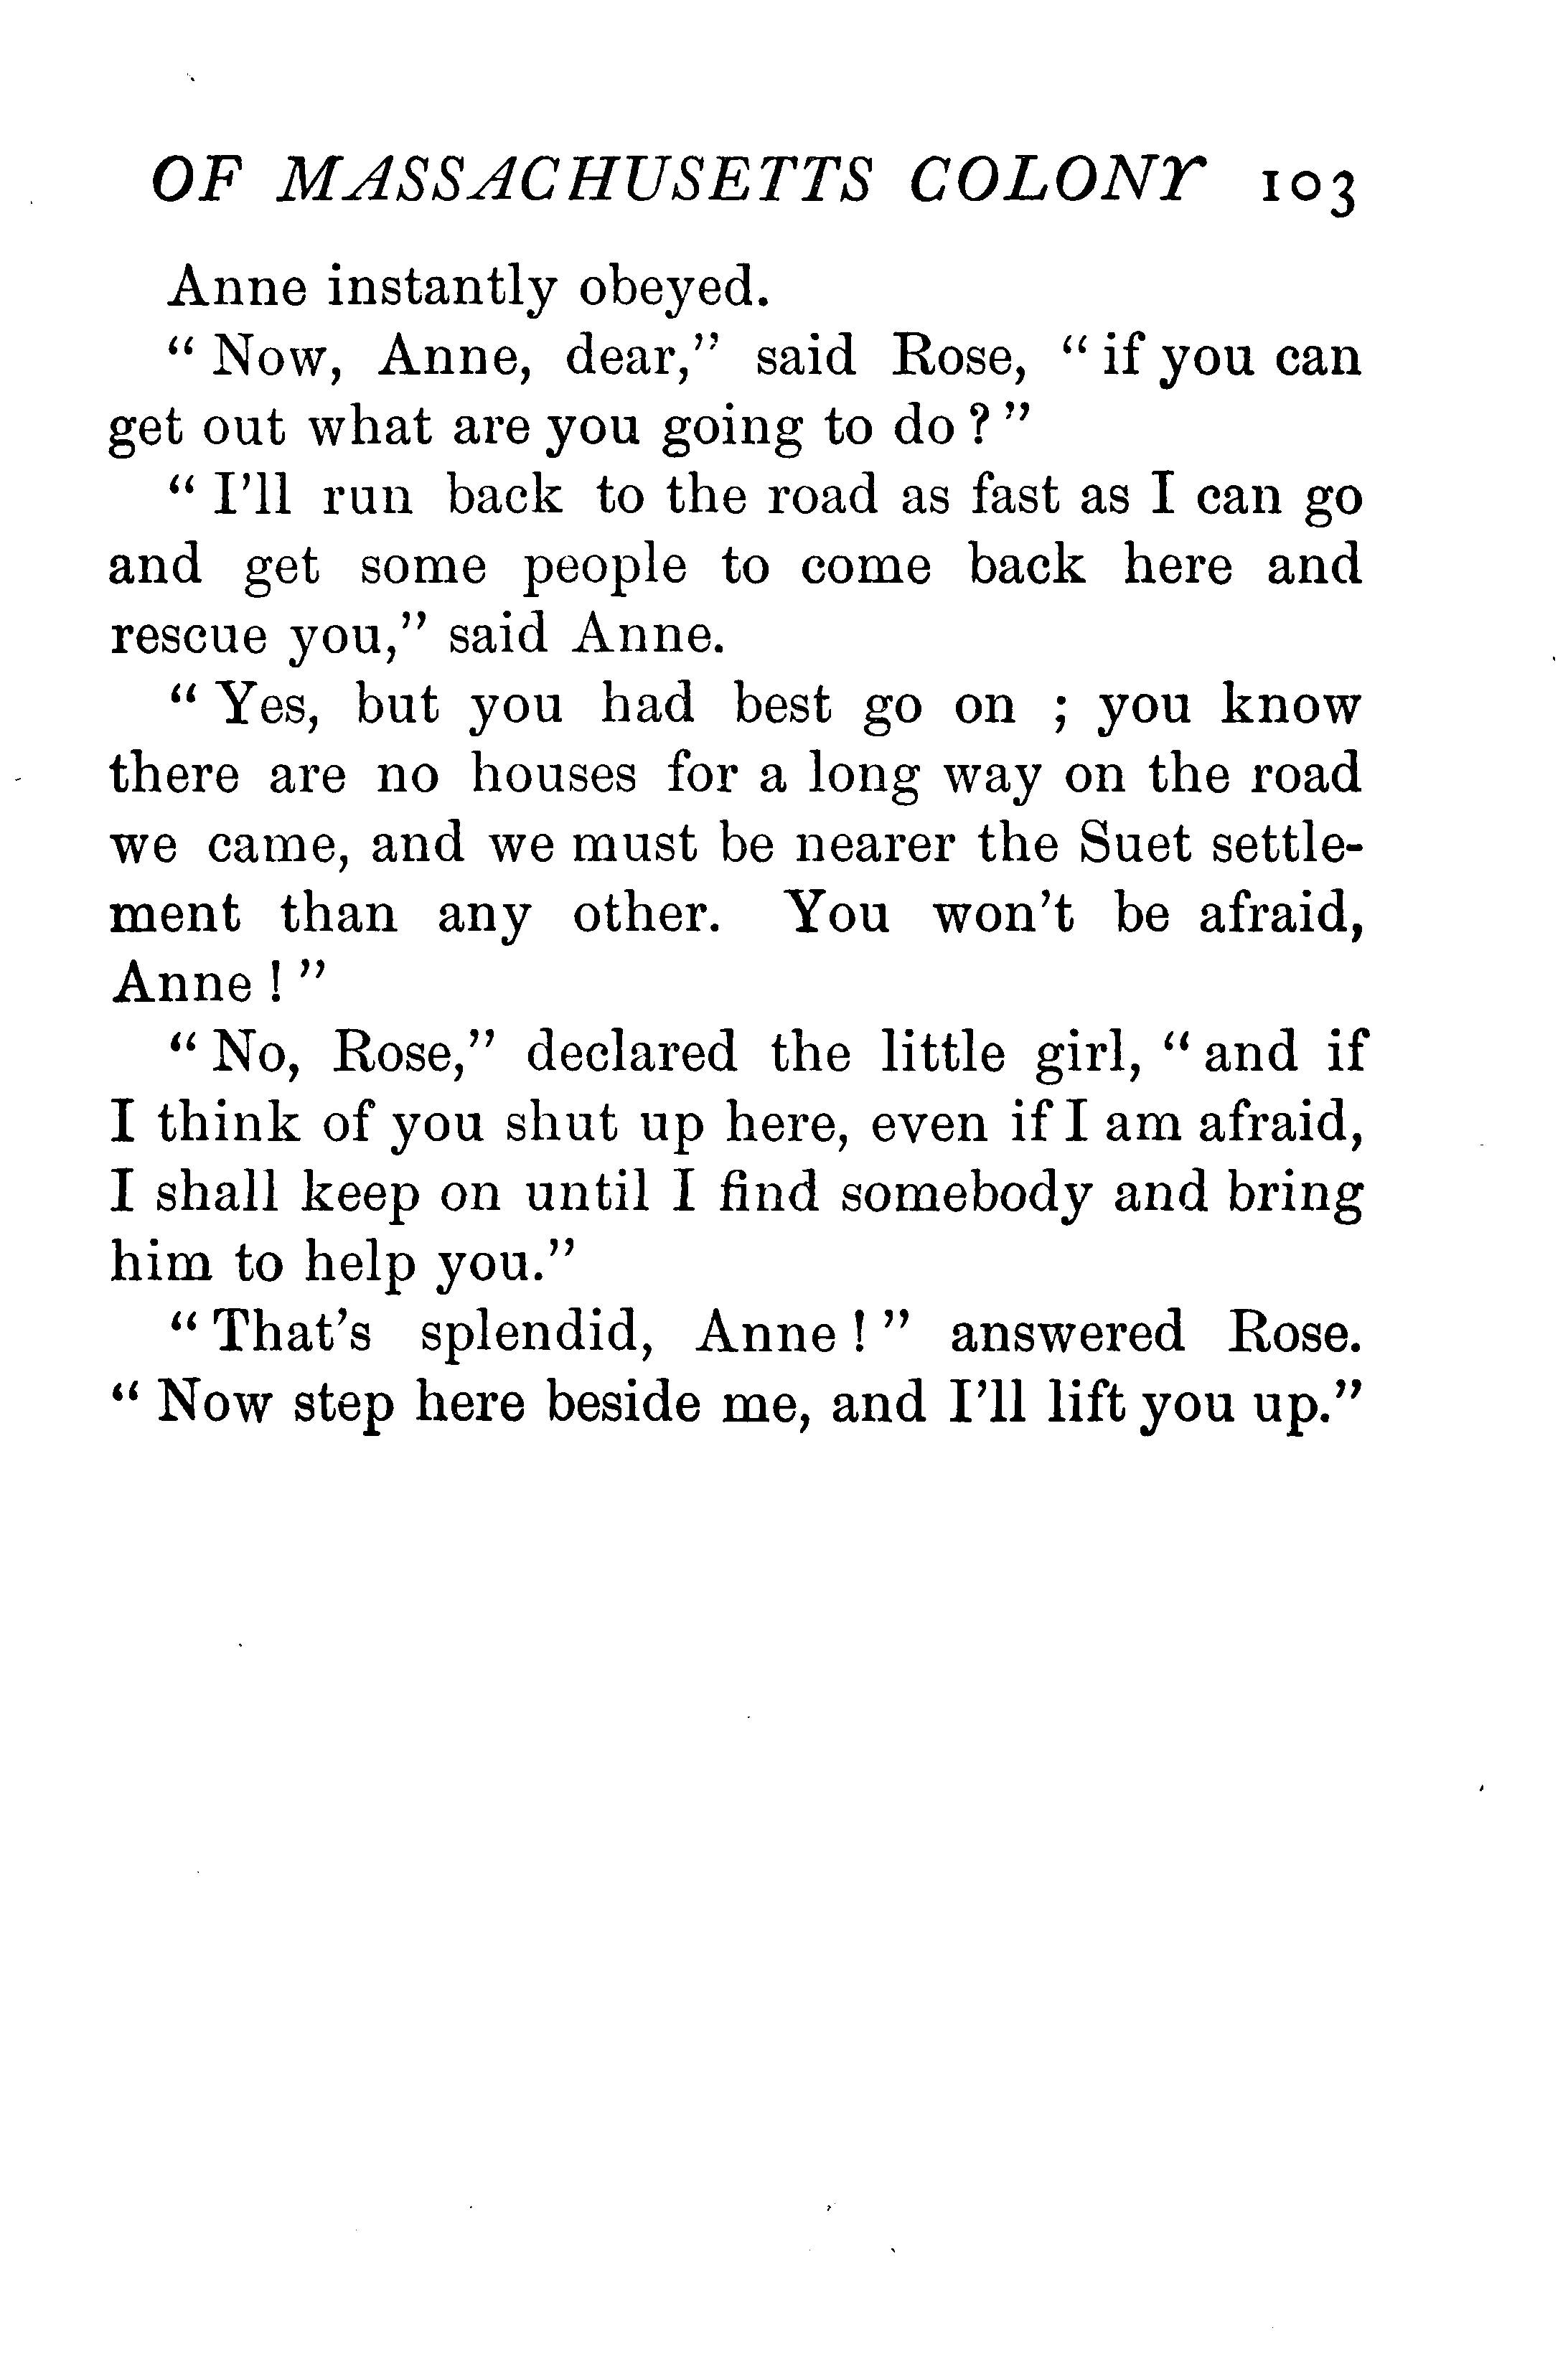 OF MASSACHUSETTS COLONY 103
Anne instantly obeyed.
“ Now, Anne, dear,” said Rose, “ if you can
get out what are you going to do ? ”
“ I’ll run back to the road as fast as I can go
and get some people to come back here and
rescue you,” said Anne.
“ Yes, but you had best go on ; you know
there are no houses for a long way on the road
we came, and we must be nearer the Suet settle-
ment than any other. You won’t be afraid,
Anne ! ”
“ No, Rose,” declared the little girl, “ and if
I think of you shut up here, even if I am afraid,
I shall keep on until I find somebody and bring
him to help you.”
“ That’s splendid, Anne ! ” answered Rose.
“ Now step here beside me, and I’ll lift you up.”